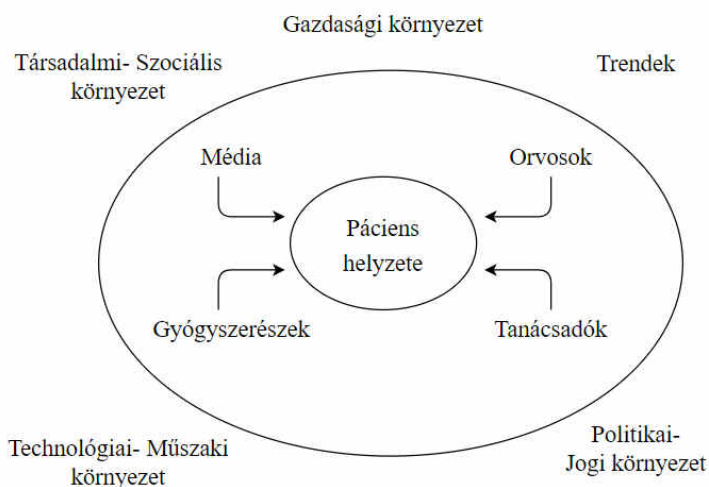 Gazdasági környezet
Társadalmi- Szociális
környezet
Trendek
Média
Orvosok
Páciens
helyzete
Gyógyszerészek
Tanácsadók
Technológiai- Műszaki
környezet
Politikai-
Jogi környezet